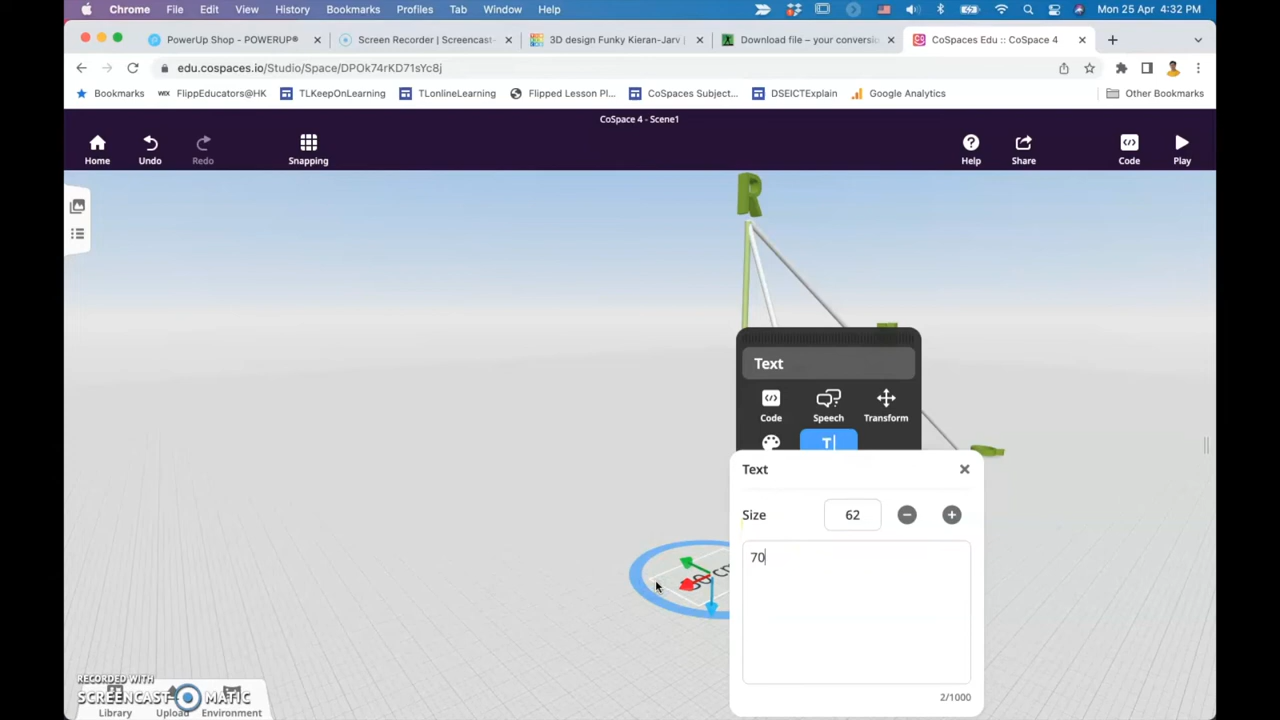 Chrome File Edit View History Bookmarks Profiles Tab Window Help Mon 25 Apr 4:32 PM
PowerUp Shop - POWERUP® Screen Recorder | Screencast- 3D design Funky Kieran-Jarv | Download file – your conversio CoSpaces Edu :: CoSpace 4
edu.cospaces.io/Studio/Space/DPOk74rKD71sYc8j
Bookmarks WIX FlippEducators@HK TLKeepOnLearning TLonlineLearning Flipped Lesson Pl... CoSpaces Subject... DSEICTExplain Google Analytics Other Bookmarks
CoSpace 4 - Scene1
Home Undo Redo Snapping Help Share Code Play
R
Text
Code Speech Transform
T
Text
Size 62
70
2/1000
RECORDED WITH
SCREENCAST MATIC
Library Upload Environment